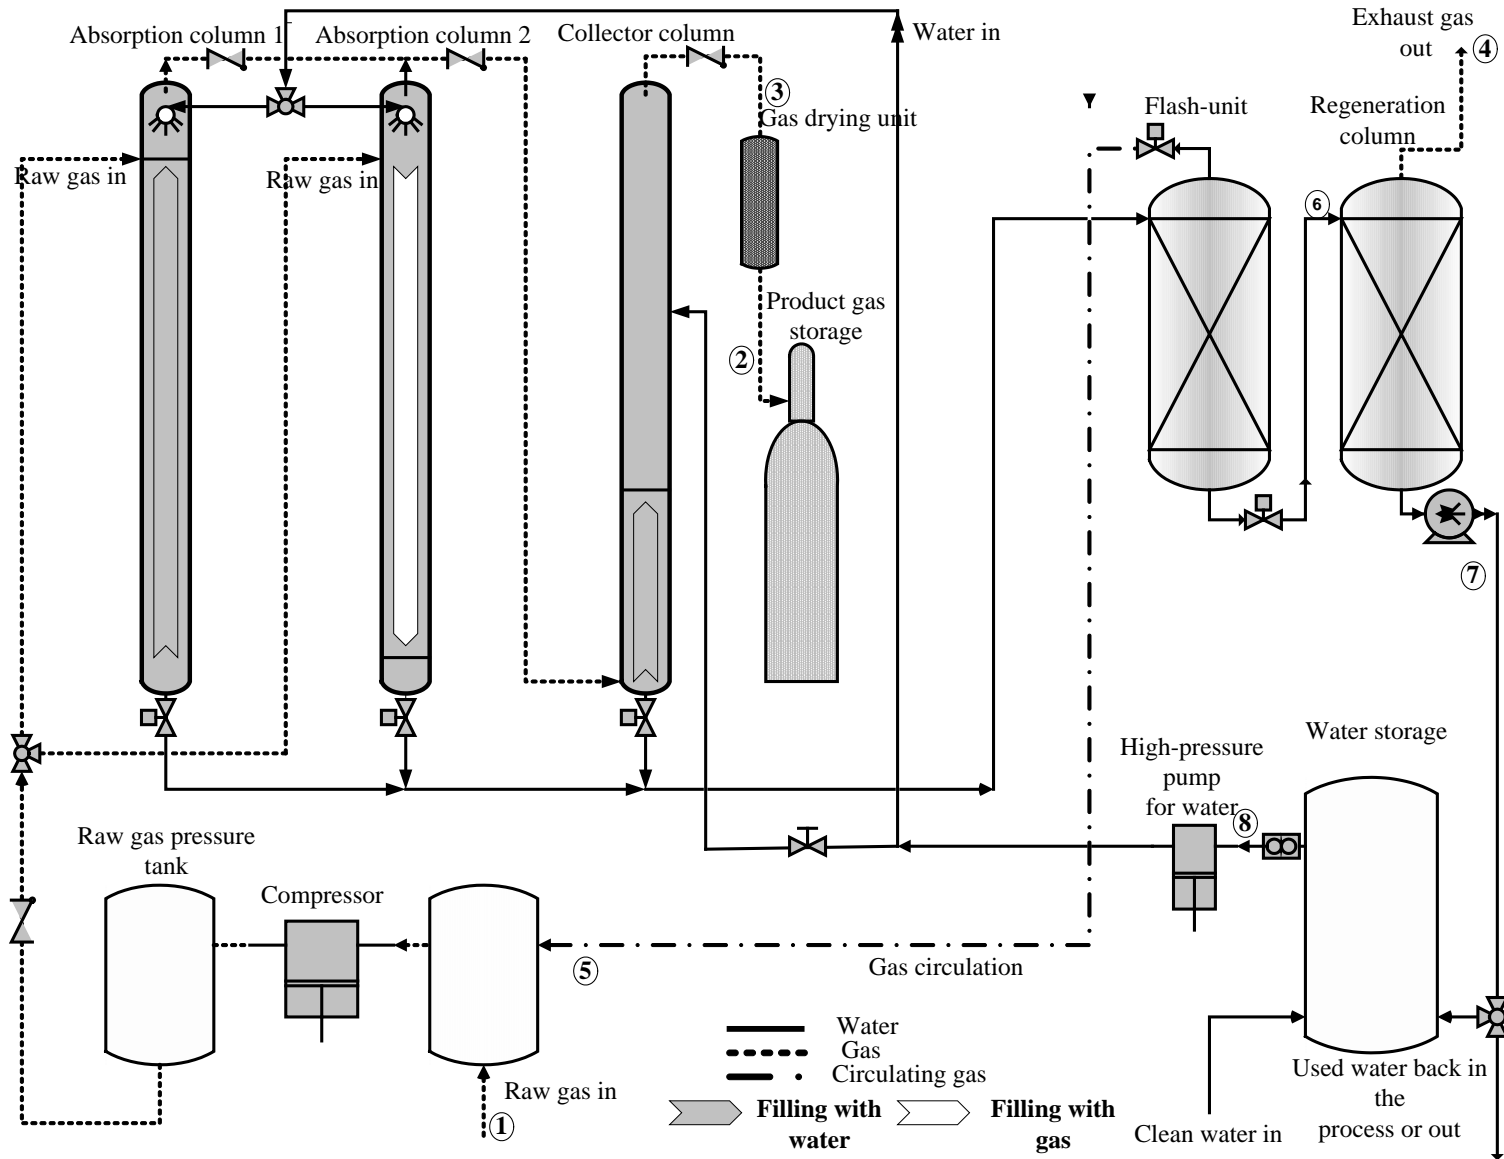 Absorption column 1
Absorption column 2
Collector column
Water in
Exhaust gas
out
④
③
Gas drying unit
Flash-unit
Regeneration
column
Raw gas in
Raw gas in
⑥
Product gas
storage
②
⑦
Water storage
High-pressure
pump
for water
⑧
Raw gas pressure
tank
Compressor
⑤
Gas circulation
Water
Gas
Circulating gas
Raw gas in
①
Filling with
water
Filling with
gas
Clean water in
Used water back in
the
process or out